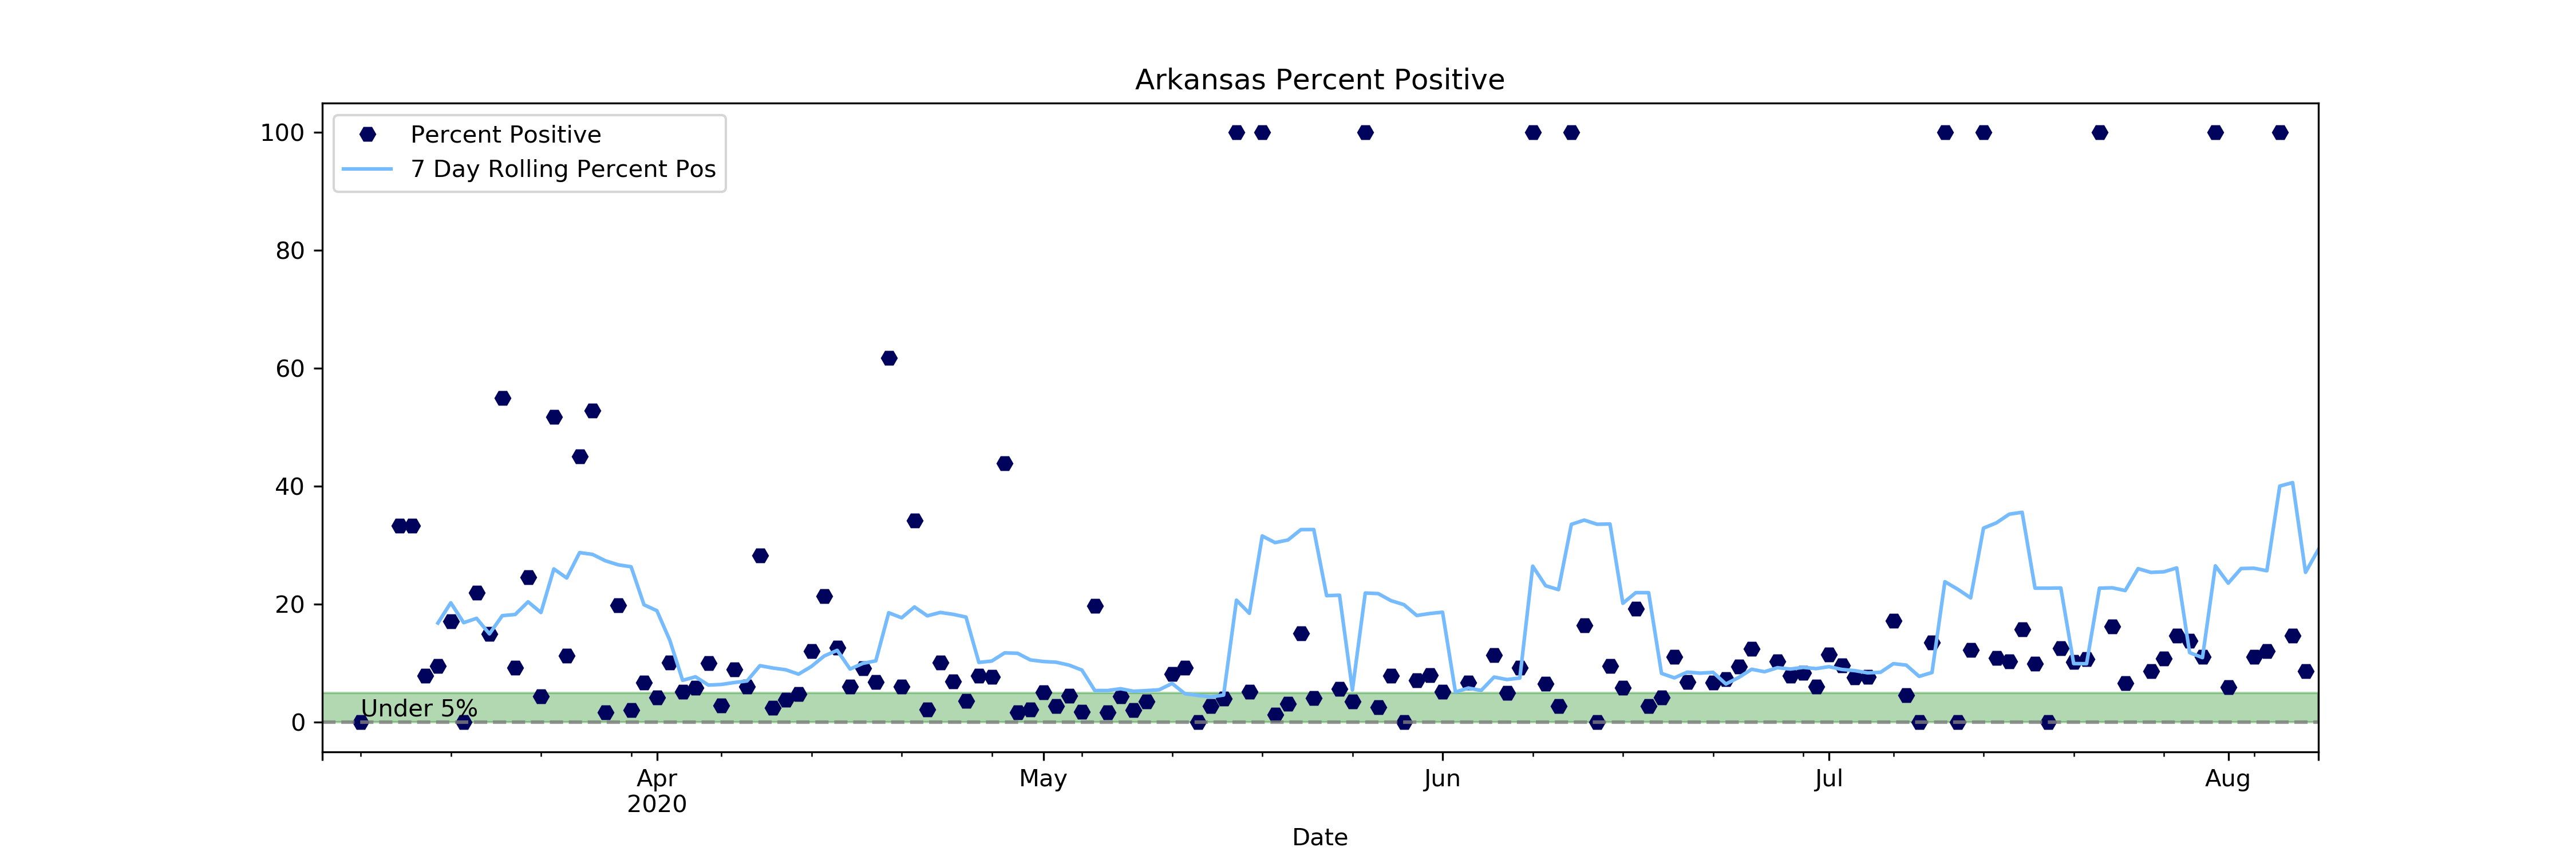 Arkansas Percent Positive
100
80
60
40
20
0
Percent Positive
7 Day Rolling Percent Pos
Under 5%
Apr
2020
May
Jun
Jul
Aug
Date